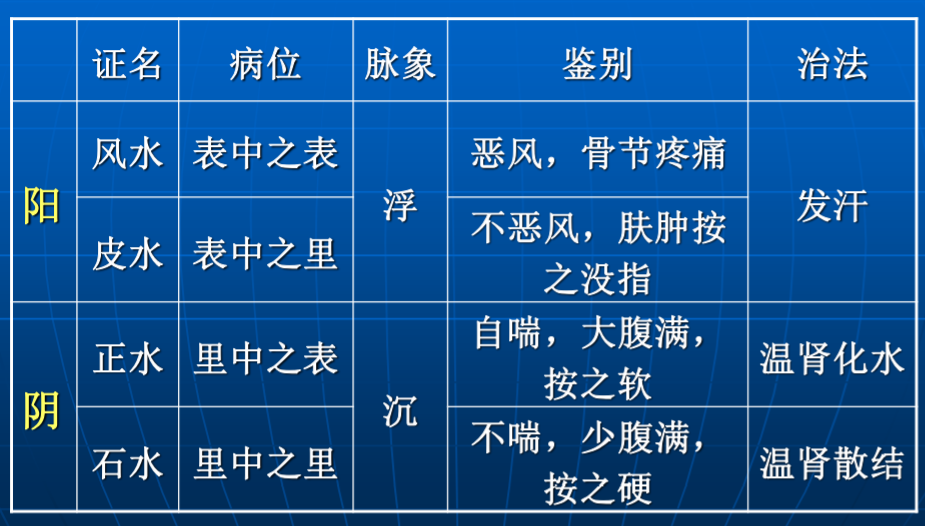 证名 病位 脉象 鉴别 治法
阳
风水 表中之表 浮 恶风，骨节疼痛 发汗
皮水 表中之里 不恶风，肤肿按
之没指
阴
正水 里中之表 沉 自喘，大腹满，
按之软 温肾化水
石水 里中之里 不喘，少腹满，
按之硬 温肾散结